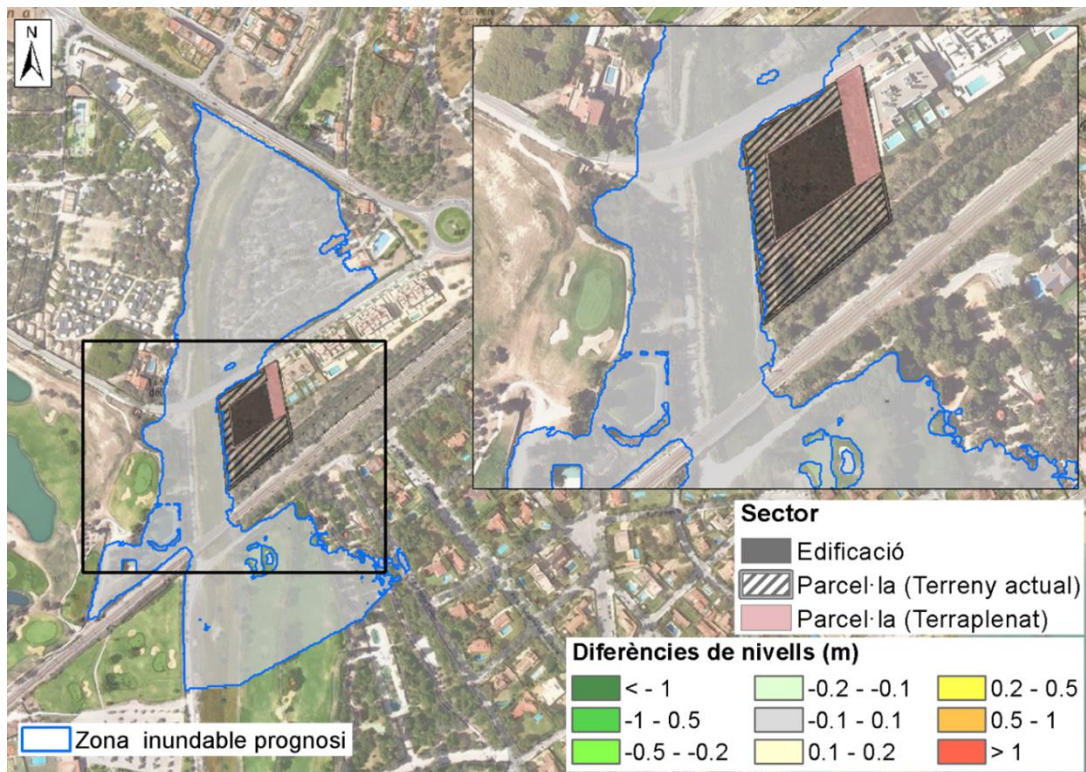 N
Sector
Edificació
Parcel·la (Terreny actual)
Parcel·la (Terraplenat)
Diferències de nivells (m)
< - 1
-1 - 0.5
-0.5 - -0.2
-0.2 - -0.1
-0.1 - 0.1
0.1 - 0.2
0.2 - 0.5
0.5 - 1
> 1
Zona inundable prognosi